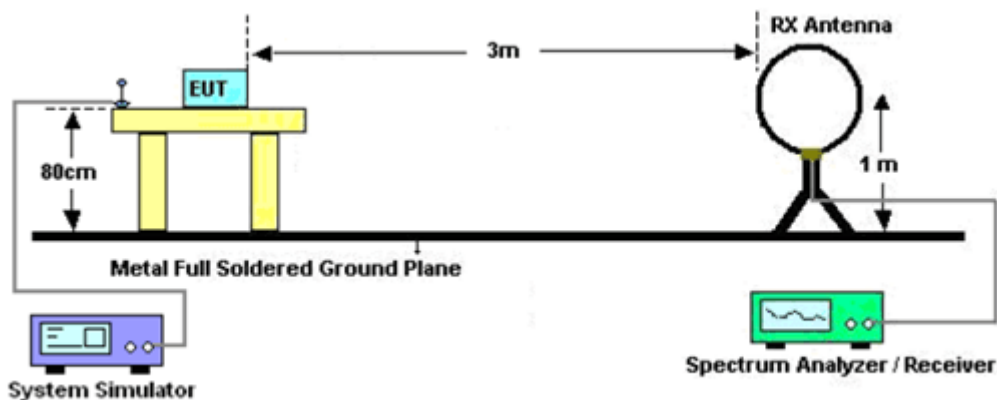 RX Antenna
3m
EUT
80cm
1 m
Metal Full Soldered Ground Plane
System Simulator
Spectrum Analyzer / Receiver